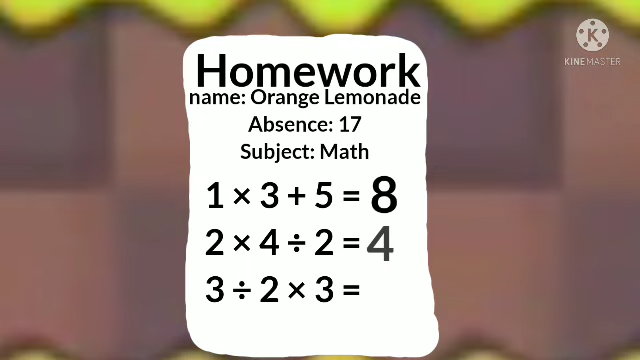 Homework
name: Orange Lemonade
Absence: 17
Subject: Math
1 × 3 + 5 = 8
2 × 4 ÷ 2 = 4
3 ÷ 2 × 3 =
K
KINEMASTER